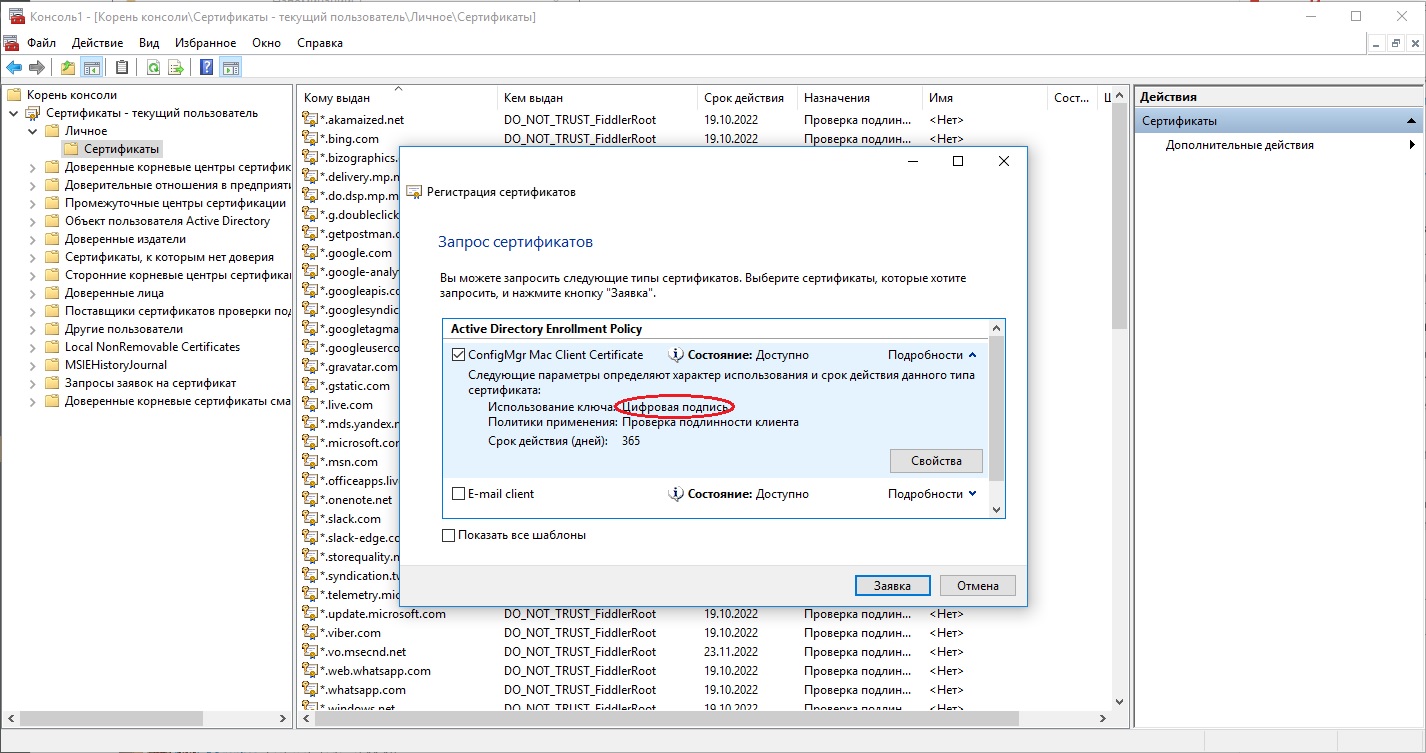 Консоль1 - [Корень консоли\Сертификаты - текущий пользователь\Личное\Сертификаты]
Файл Действие Вид Избранное Окно Справка
Корень консоли
Сертификаты - текущий пользователь
Личное
Сертификаты
Доверенные корневые центры сертифик
Доверительные отношения в предприяти
Промежуточные центры сертификации
Объект пользователя Active Directory
Доверенные издатели
Сертификаты, к которым нет доверия
Сторонние корневые центры сертифика
Доверенные лица
Поставщики сертификатов проверки под
Другие пользователи
Local NonRemovable Certificates
MSIEHistoryJournal
Запросы заявок на сертификат
Доверенные корневые сертификаты сма
Кому выдан Кем выдан Срок действия Назначения Имя Сост... Ш
*.akamaized.net DO_NOT_TRUST_FiddlerRoot 19.10.2022 Проверка подлин... <Нет>
*.bing.com DO_NOT_TRUST_FiddlerRoot 19.10.2022 Проверка подлин... <Нет>
*.bizographics.
*.delivery.mp.m
*.do.dsp.mp.m
*.g.doubleclick
*.getpostman.c
*.google.com
*.google-analy
*.googleapis.co
*.googlesyndic
*.googletagma
*.googleuserco
*.gravatar.com
*.gstatic.com
*.live.com
*.mds.yandex.n
*.microsoft.cor
*.msn.com
*.officeapps.liv
*.onenote.net
*.slack.com
*.slack-edge.co
*.storequality.n
*.syndication.tw
*.telemetry.mic
*.update.microsoft.com DO_NOT_TRUST_FiddlerRoot 19.10.2022 Проверка подлин... <Нет>
*.viber.com DO_NOT_TRUST_FiddlerRoot 19.10.2022 Проверка подлин... <Нет>
*.vo.msecnd.net DO_NOT_TRUST_FiddlerRoot 23.11.2022 Проверка подлин... <Нет>
*.web.whatsapp.com DO_NOT_TRUST_FiddlerRoot 19.10.2022 Проверка подлин... <Нет>
*.whatsapp.com DO_NOT_TRUST_FiddlerRoot 19.10.2022 Проверка подлин... <Нет>
*.windows.net DO_NOT_TRUST_FiddlerRoot 19.10.2022 Проверка подлин... <Нет>
Регистрация сертификатов
Запрос сертификатов
Вы можете запросить следующие типы сертификатов. Выберите сертификаты, которые хотите
запросить, и нажмите кнопку "Заявка".
Active Directory Enrollment Policy
ConfigMgr Mac Client Certificate Состояние: Доступно Подробности
Следующие параметры определяют характер использования и срок действия данного типа
сертификата:
Использование ключа: Цифровая подпись
Политики применения: Проверка подлинности клиента
Срок действия (дней): 365
Свойства
E-mail client Состояние: Доступно Подробности
Показать все шаблоны
Заявка Отмена
Действия
Сертификаты
Дополнительные действия